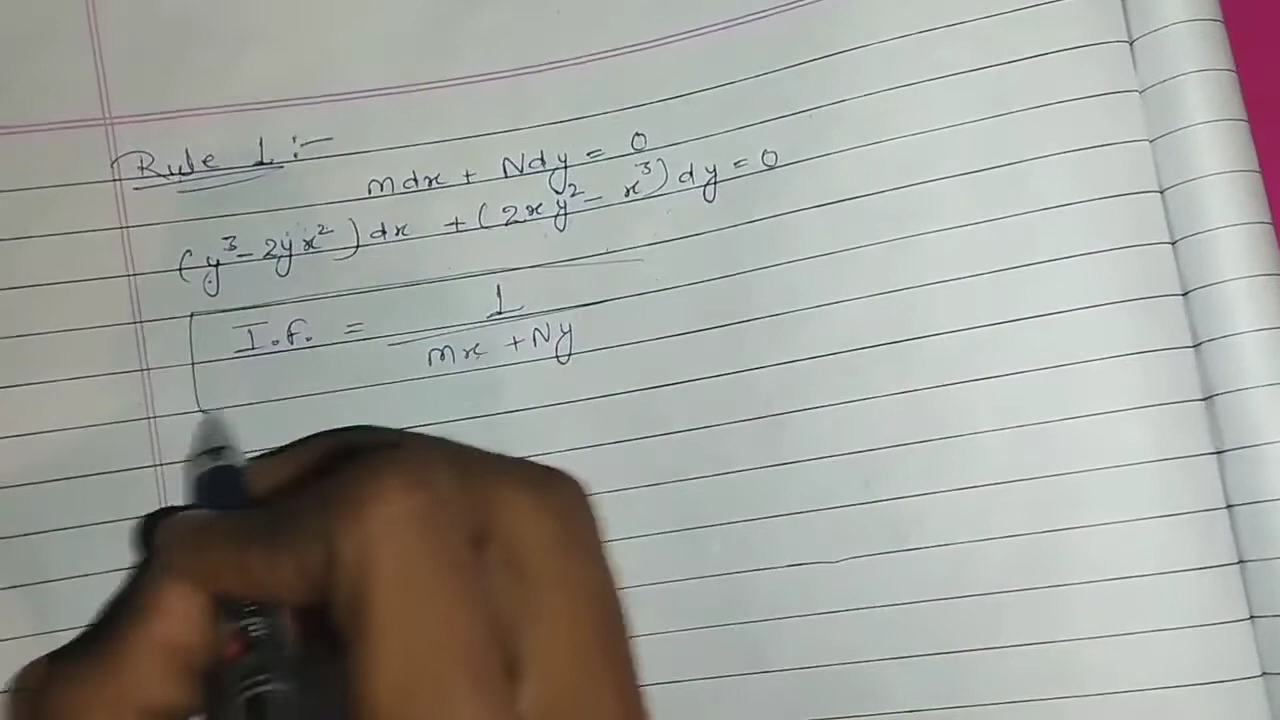 Rule 1 :-
mdx + Ndy = 0
(y³ - 2yx²) dx + (2xy² - x³) dy = 0
I.F. = 1 / mx + Ny